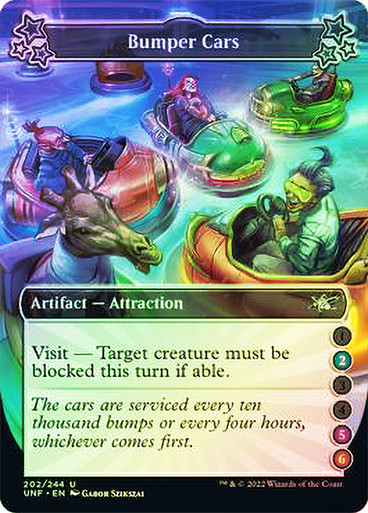 Bumper Cars
Artifact — Attraction
1
2
3
4
5
6
Visit — Target creature must be
blocked this turn if able.
The cars are serviced every ten
thousand bumps or every four hours,
whichever comes first.
202/244 U
UNF • EN Gabor Szikszai
™ & © 2022 Wizards of the Coast